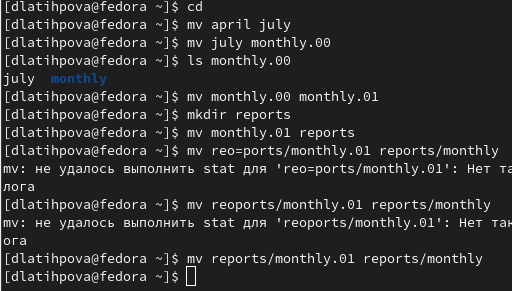 [dlatihpova@fedora ~]$ cd
[dlatihpova@fedora ~]$ mv april july
[dlatihpova@fedora ~]$ mv july monthly.00
[dlatihpova@fedora ~]$ ls monthly.00
july  monthly
[dlatihpova@fedora ~]$ mv monthly.00 monthly.01
[dlatihpova@fedora ~]$ mkdir reports
[dlatihpova@fedora ~]$ mv monthly.01 reports
[dlatihpova@fedora ~]$ mv reo=ports/monthly.01 reports/monthly
mv: не удалось выполнить stat для 'reo=ports/monthly.01': Нет та
лога
[dlatihpova@fedora ~]$ mv reoports/monthly.01 reports/monthly
mv: не удалось выполнить stat для 'reoports/monthly.01': Нет так
ога
[dlatihpova@fedora ~]$ mv reports/monthly.01 reports/monthly
[dlatihpova@fedora ~]$